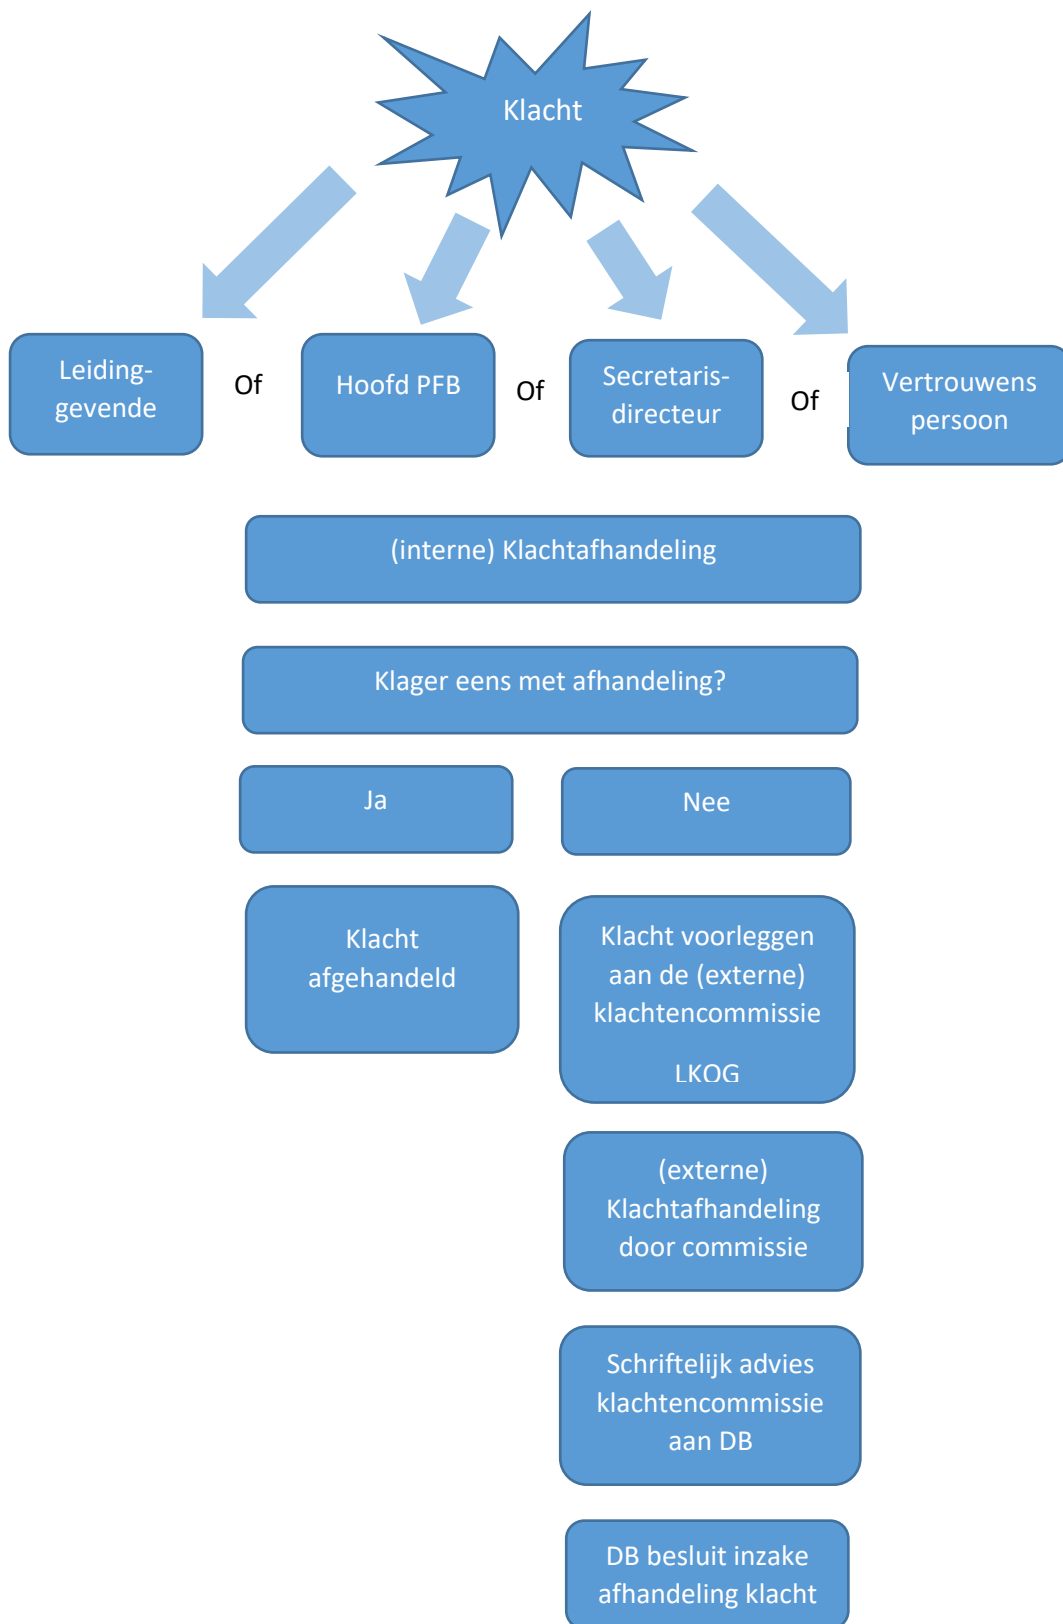 Klacht
Leiding-
gevende
Of
Hoofd PFB
Of
Secretaris-
directeur
Of
Vertrouwens
persoon
(interne) Klachtafhandeling
Klager eens met afhandeling?
Ja
Nee
Klacht
afgehandeld
Klacht voorleggen
aan de (externe)
klachtencommissie
LKOG
(externe)
Klachtafhandeling
door commissie
Schriftelijk advies
klachtencommissie
aan DB
DB besluit inzake
afhandeling klacht